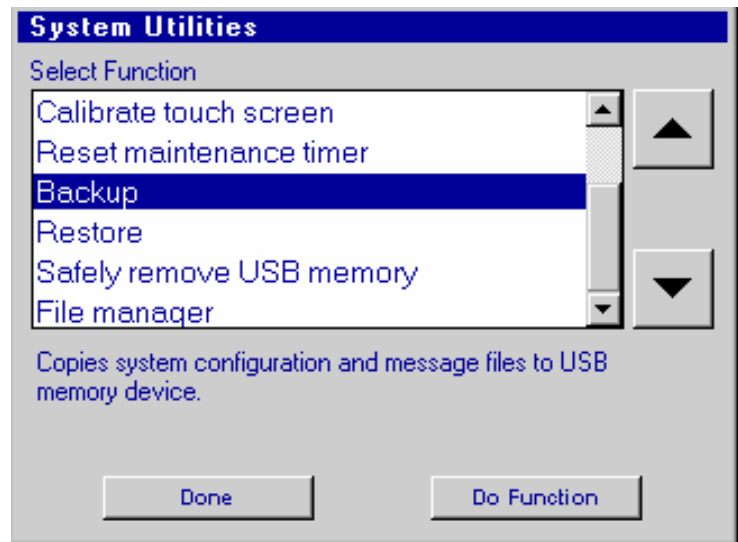 System Utilities
Select Function
Calibrate touch screen
Reset maintenance timer
Backup
Restore
Safely remove USB memory
File manager
Copies system configuration and message files to USB
memory device.
Done
Do Function